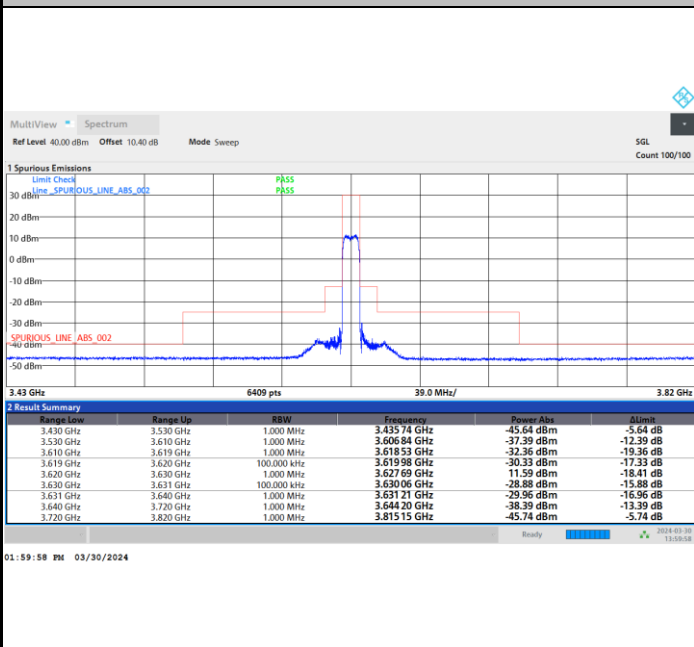 MultiView Spectrum
Ref Level 40.00 dBm Offset 10.40 dB Mode Sweep SGL
Count 100/100
1 Spurious Emissions
Limit Check PASS
Line _SPURIOUS_LINE_ABS_002 PASS
30 dBm
20 dBm
10 dBm
0 dBm
-10 dBm
-20 dBm
-30 dBm
SPURIOUS_LINE_ABS_002
-40 dBm
-50 dBm
3.43 GHz 6409 pts 39.0 MHz/ 3.82 GHz
2 Result Summary
Range Low Range Up RBW Frequency Power Abs ΔLimit
3.430 GHz 3.530 GHz 1.000 MHz 3.435 74 GHz -45.64 dBm -5.64 dB
3.530 GHz 3.610 GHz 1.000 MHz 3.606 84 GHz -37.39 dBm -12.39 dB
3.610 GHz 3.619 GHz 1.000 MHz 3.618 53 GHz -32.36 dBm -19.36 dB
3.619 GHz 3.620 GHz 100.000 kHz 3.619 98 GHz -30.33 dBm -17.33 dB
3.620 GHz 3.630 GHz 1.000 MHz 3.627 69 GHz 11.59 dBm -18.41 dB
3.630 GHz 3.631 GHz 100.000 kHz 3.630 06 GHz -28.88 dBm -15.88 dB
3.631 GHz 3.640 GHz 1.000 MHz 3.631 21 GHz -29.96 dBm -16.96 dB
3.640 GHz 3.720 GHz 1.000 MHz 3.644 20 GHz -38.39 dBm -13.39 dB
3.720 GHz 3.820 GHz 1.000 MHz 3.815 15 GHz -45.74 dBm -5.74 dB
Ready 2024-03-30
13:59:58
01:59:58 PM 03/30/2024